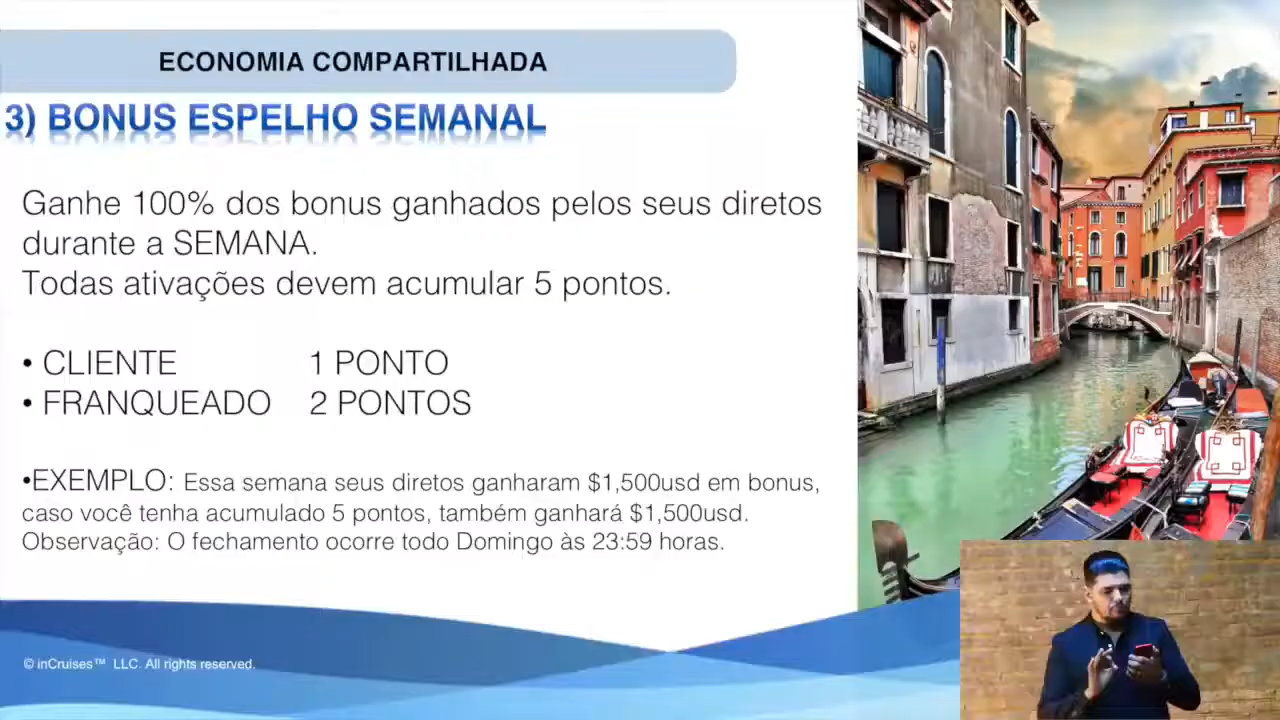 ECONOMIA COMPARTILHADA
3) BONUS ESPELHO SEMANAL
Ganhe 100% dos bonus ganhados pelos seus diretos
durante a SEMANA.
Todas ativações devem acumular 5 pontos.
• CLIENTE 1 PONTO
• FRANQUEADO 2 PONTOS
•EXEMPLO: Essa semana seus diretos ganharam $1,500usd em bonus,
caso você tenha acumulado 5 pontos, tambem ganhará $1,500usd.
Observação: O fechamento ocorre todo Domingo às 23:59 horas.
© inCruises™ LLC. All rights reserved.